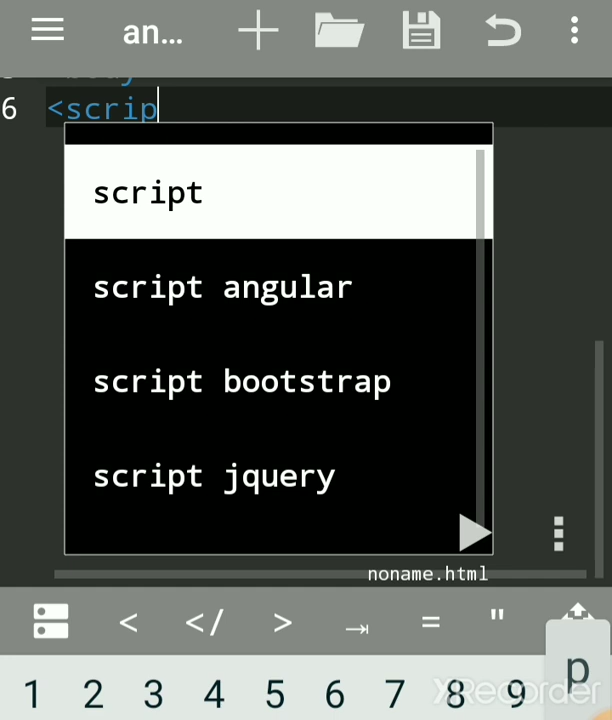 an...
body
6 <scrip
script
script angular
script bootstrap
script jquery
noname.html
< </ > = "
p
1 2 3 4 5 6 7 8 9
XRecorder